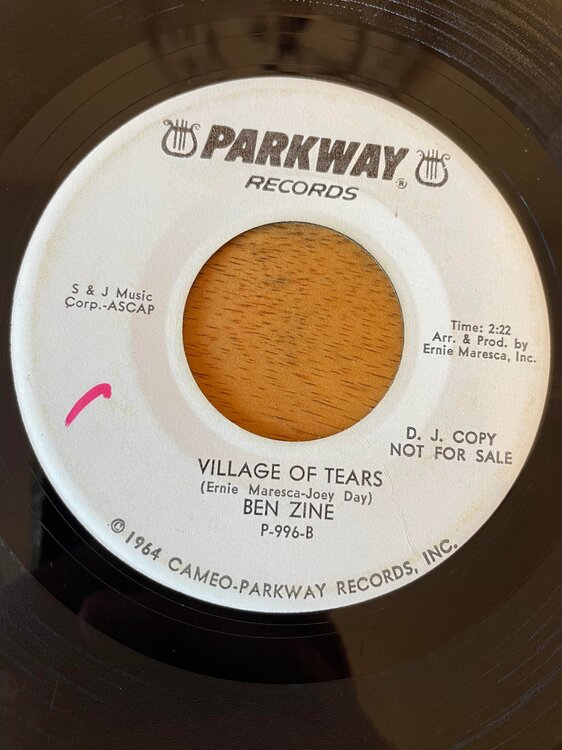 PARKWAY®
RECORDS
S & J Music
Corp.-ASCAP
Time: 2:22
Arr. & Prod. by
Ernie Maresca, Inc.
D. J. COPY
NOT FOR SALE
VILLAGE OF TEARS
(Ernie Maresca-Joey Day)
BEN ZINE
P-996-B
© 1964 CAMEO-PARKWAY RECORDS, INC.